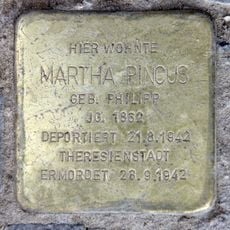 HIER WOHNTE
MARTHA PINCUS
GEB. PHILIPP
JG. 1862
DEPORTIERT 21.8.1942
THERESIENSTADT
ERMORDET 28.9.1942